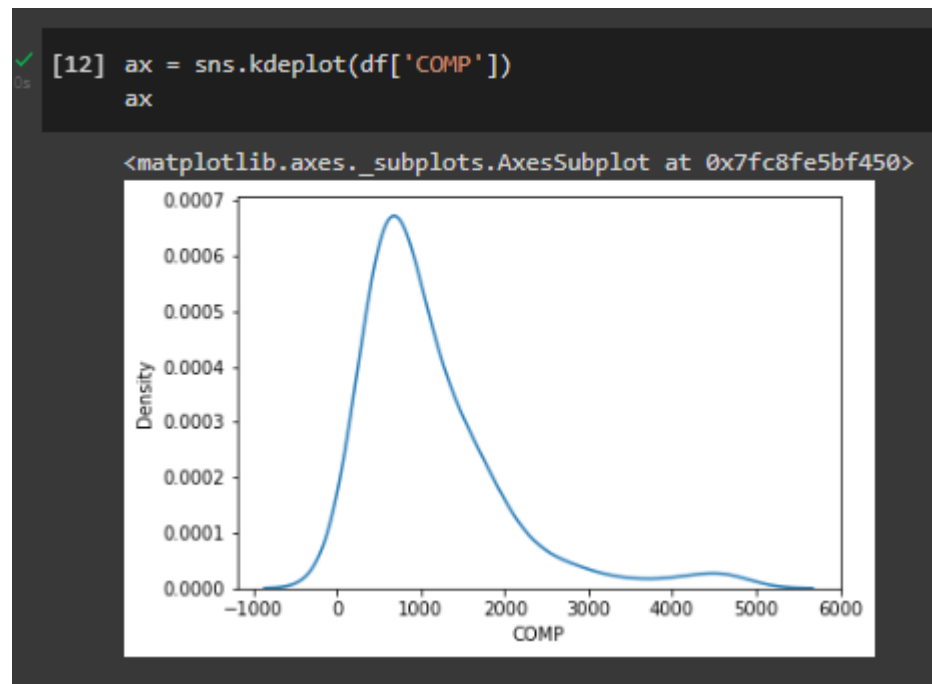 [12] ax = sns.kdeplot(df['COMP'])
ax
0s
<matplotlib.axes._subplots.AxesSubplot at 0x7fc8fe5bf450>
0.0007
0.0006
0.0005
0.0004
0.0003
0.0002
0.0001
0.0000
Density
−1000 0 1000 2000 3000 4000 5000 6000
COMP